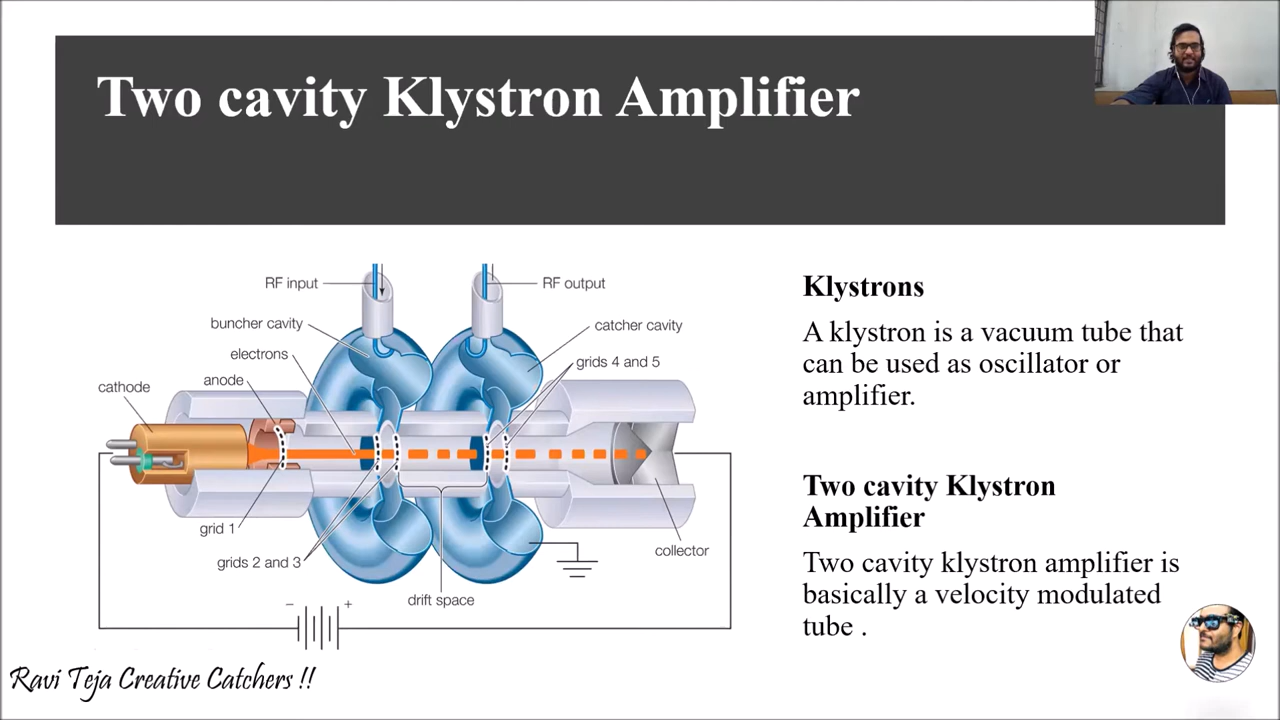 Two cavity Klystron Amplifier
RF input
RF output
buncher cavity
catcher cavity
electrons
grids 4 and 5
anode
cathode
grid 1
grids 2 and 3
collector
drift space
−
+
Klystrons
A klystron is a vacuum tube that
can be used as oscillator or
amplifier.
Two cavity Klystron
Amplifier
Two cavity klystron amplifier is
basically a velocity modulated
tube .
Ravi Teja Creative Catchers !!